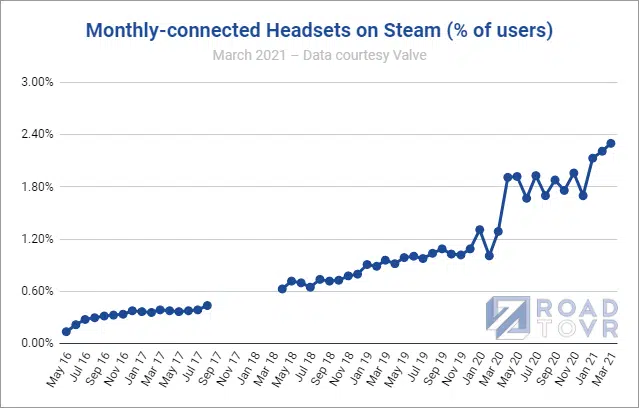 Monthly-connected Headsets on Steam (% of users)
March 2021 – Data courtesy Valve
3.00%
2.40%
1.80%
1.20%
0.60%
0.00%
ROAD
TOVR
May 16
Jul 16
Sep 16
Nov 16
Jan 17
Mar 17
May 17
Jul 17
Sep 17
Nov 17
Jan 18
Mar 18
May 18
Jul 18
Sep 18
Nov 18
Jan 19
Mar 19
May 19
Jul 19
Sep 19
Nov 19
Jan 20
Mar 20
May 20
Jul 20
Sep 20
Nov 20
Jan 21
Mar 21